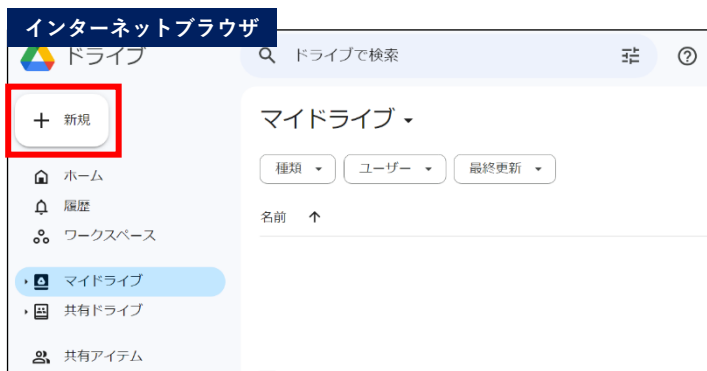 インターネットブラウザ
ドライブ
ドライブで検索
新規
マイドライブ
種類
ユーザー
最終更新
名前
ホーム
履歴
ワークスペース
マイドライブ
共有ドライブ
共有アイテム